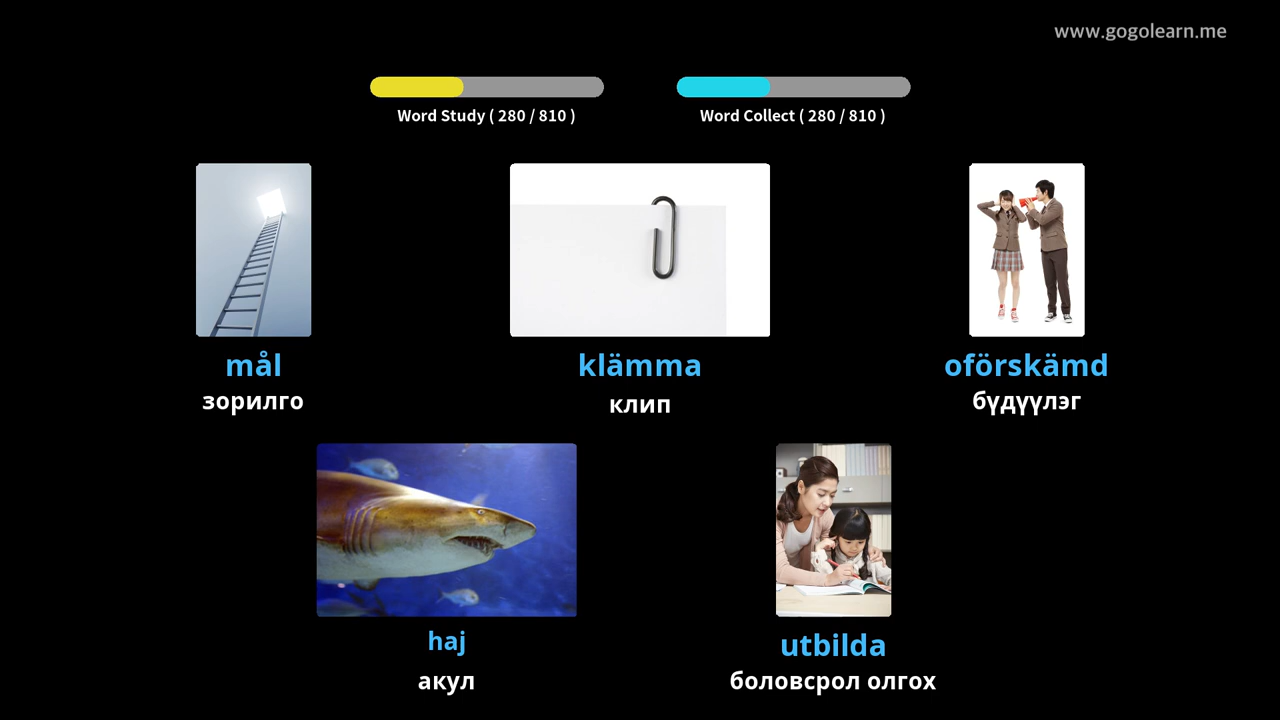 www.gogolearn.me
Word Study ( 280 / 810 )
Word Collect ( 280 / 810 )
mål
klämma
oförskämd
зорилго
клип
бүдүүлэг
haj
utbilda
акул
боловсрол олгох